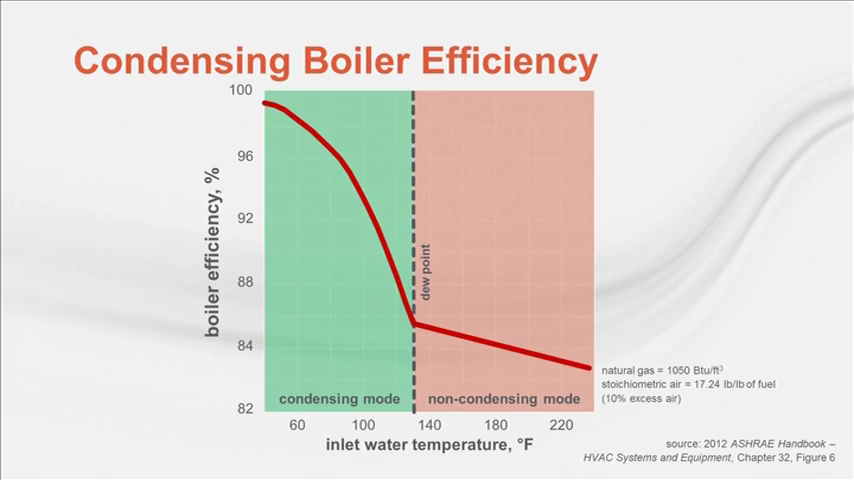 Condensing Boiler Efficiency
100
96
92
88
84
82
boiler efficiency, %
dew point
condensing mode
non-condensing mode
60 100 140 180 220
inlet water temperature, °F
natural gas = 1050 Btu/ft³
stoichiometric air = 17.24 lb/lb of fuel
(10% excess air)
source: 2012 ASHRAE Handbook –
HVAC Systems and Equipment, Chapter 32, Figure 6